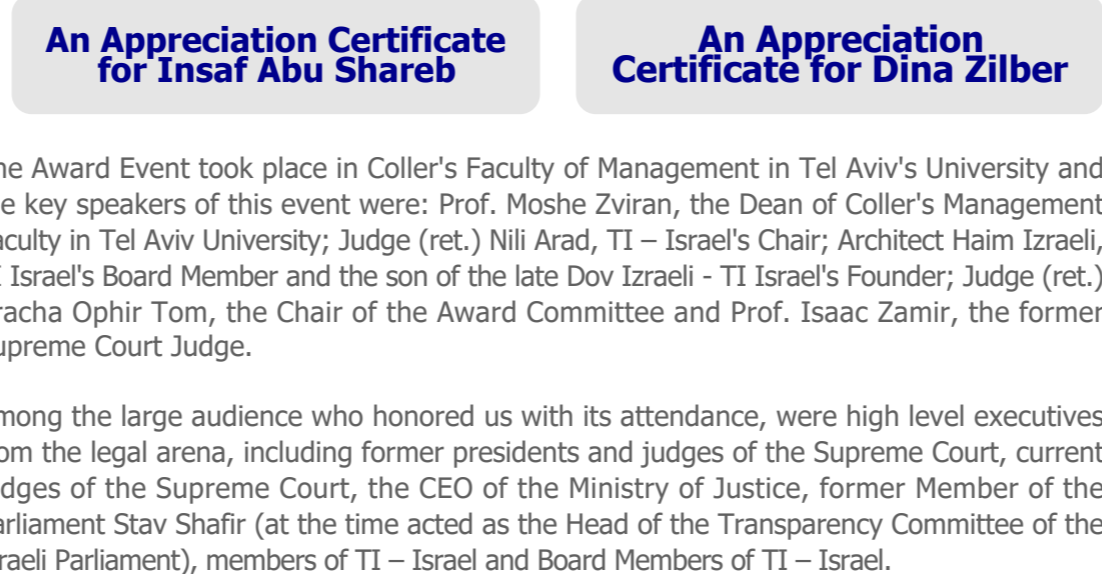 An Appreciation Certificate
for Insaf Abu Shareb
An Appreciation
Certificate for Dina Zilber
he Award Event took place in Coller's Faculty of Management in Tel Aviv's University and
e key speakers of this event were: Prof. Moshe Zviran, the Dean of Coller's Management
aculty in Tel Aviv University; Judge (ret.) Nili Arad, TI – Israel's Chair; Architect Haim Izraeli,
I Israel's Board Member and the son of the late Dov Izraeli - TI Israel's Founder; Judge (ret.)
racha Ophir Tom, the Chair of the Award Committee and Prof. Isaac Zamir, the former
upreme Court Judge.
mong the large audience who honored us with its attendance, were high level executives
om the legal arena, including former presidents and judges of the Supreme Court, current
dges of the Supreme Court, the CEO of the Ministry of Justice, former Member of the
arliament Stav Shafir (at the time acted as the Head of the Transparency Committee of the
raeli Parliament), members of TI – Israel and Board Members of TI – Israel.